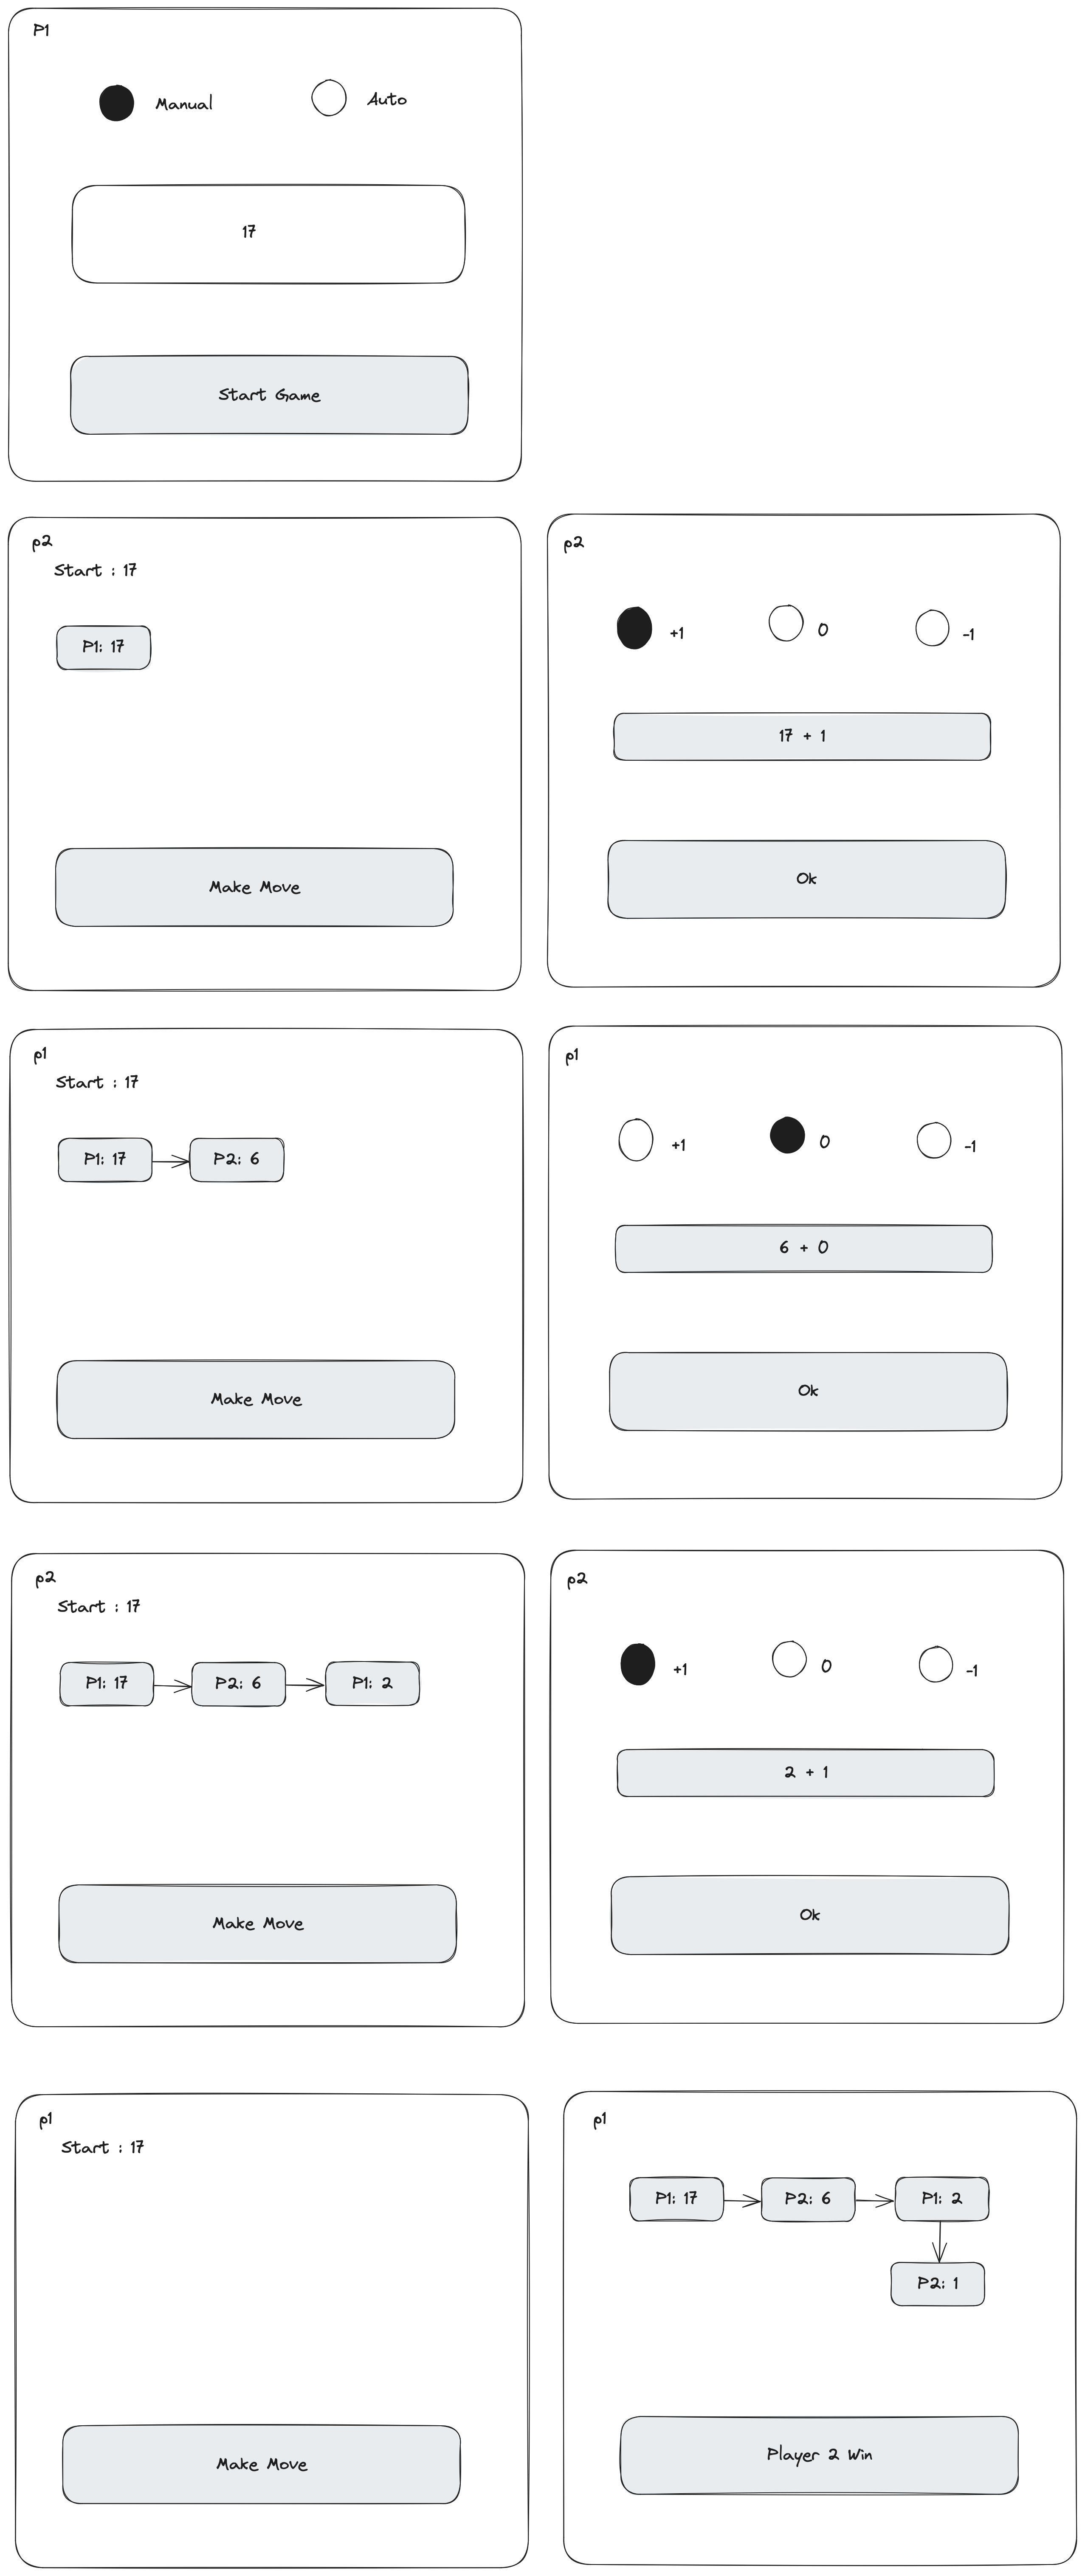 P1
Manual Auto
17
Start Game
p2
Start : 17
P1: 17
Make Move
p2
+1 0 -1
17 + 1
Ok
p1
Start : 17
P1: 17 P2: 6
Make Move
p1
+1 0 -1
6 + 0
Ok
p2
Start : 17
P1: 17 P2: 6 P1: 2
Make Move
p2
+1 0 -1
2 + 1
Ok
p1
Start : 17
Make Move
p1
P1: 17 P2: 6 P1: 2
P2: 1
Player 2 Win